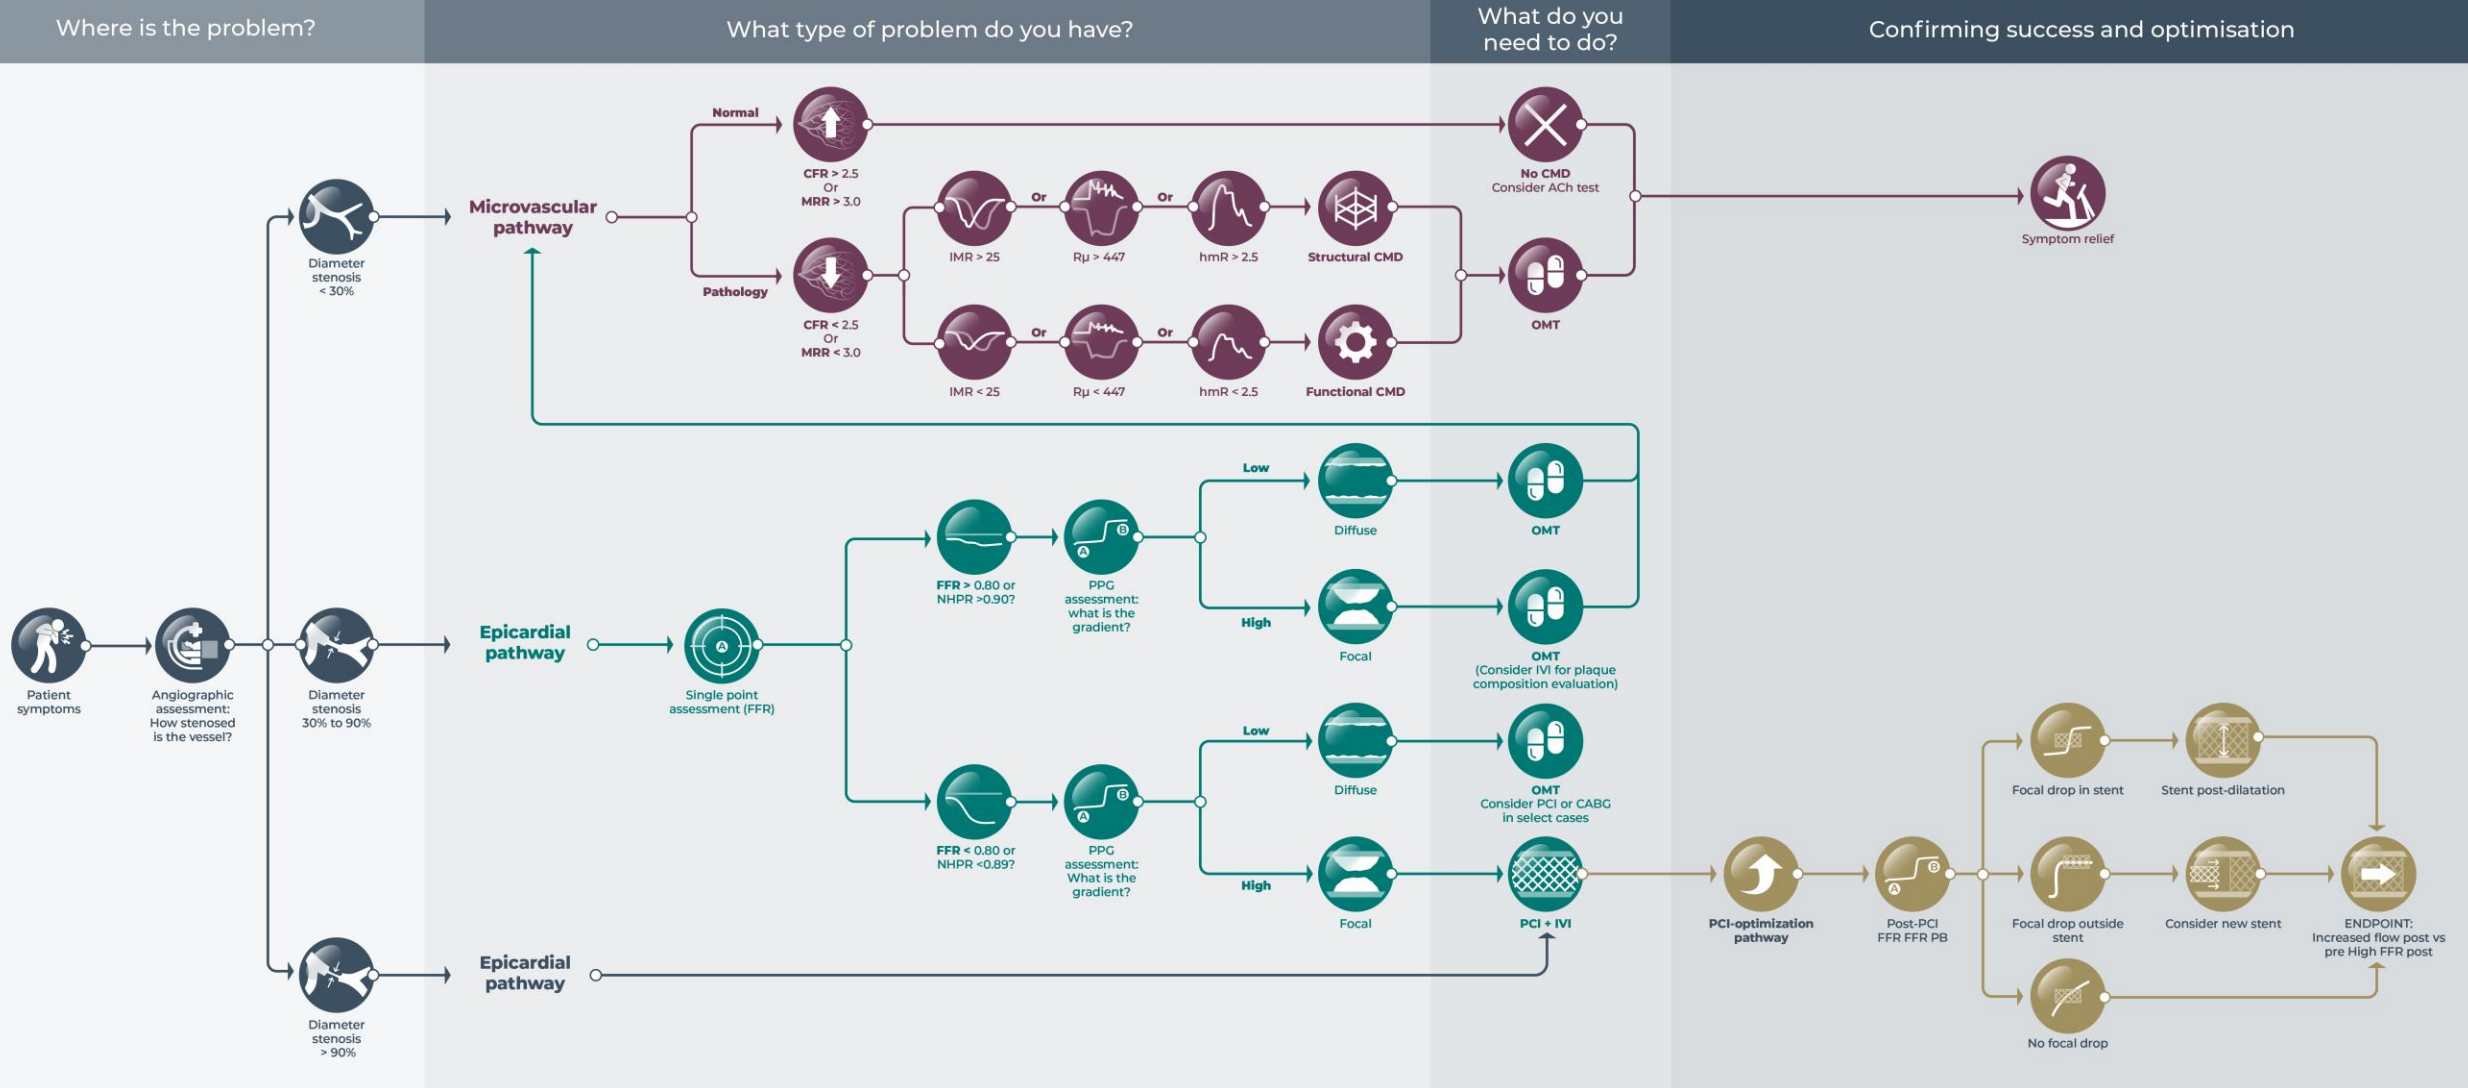 Where is the problem?
What type of problem do you have?
What do you
need to do?
Confirming success and optimisation
Normal
CFR > 2.5
Or
MRR > 3.0
No CMD
Consider ACh test
Microvascular
pathway
Diameter
stenosis
< 30%
Pathology
CFR < 2.5
Or
MRR < 3.0
IMR > 25
Or
Rµ > 447
Or
hmR > 2.5
Structural CMD
IMR < 25
Or
Rµ < 447
Or
hmR < 2.5
Functional CMD
OMT
Symptom relief
Patient
symptoms
Angiographic
assessment:
How stenosed
is the vessel?
Diameter
stenosis
30% to 90%
Epicardial
pathway
A
Single point
assessment (FFR)
FFR > 0.80 or
NHPR >0.90?
A
B
PPG
assessment:
what is the
gradient?
Low
Diffuse
OMT
High
Focal
OMT
(Consider IVI for plaque
composition evaluation)
FFR < 0.80 or
NHPR <0.89?
A
B
PPG
assessment:
What is the
gradient?
Low
Diffuse
OMT
Consider PCI or CABG
in select cases
High
Focal
PCI + IVI
Diameter
stenosis
> 90%
Epicardial
pathway
PCI-optimization
pathway
A
B
Post-PCI
FFR FFR PB
Focal drop in stent
Stent post-dilatation
Focal drop outside
stent
Consider new stent
ENDPOINT:
Increased flow post vs
pre High FFR post
No focal drop